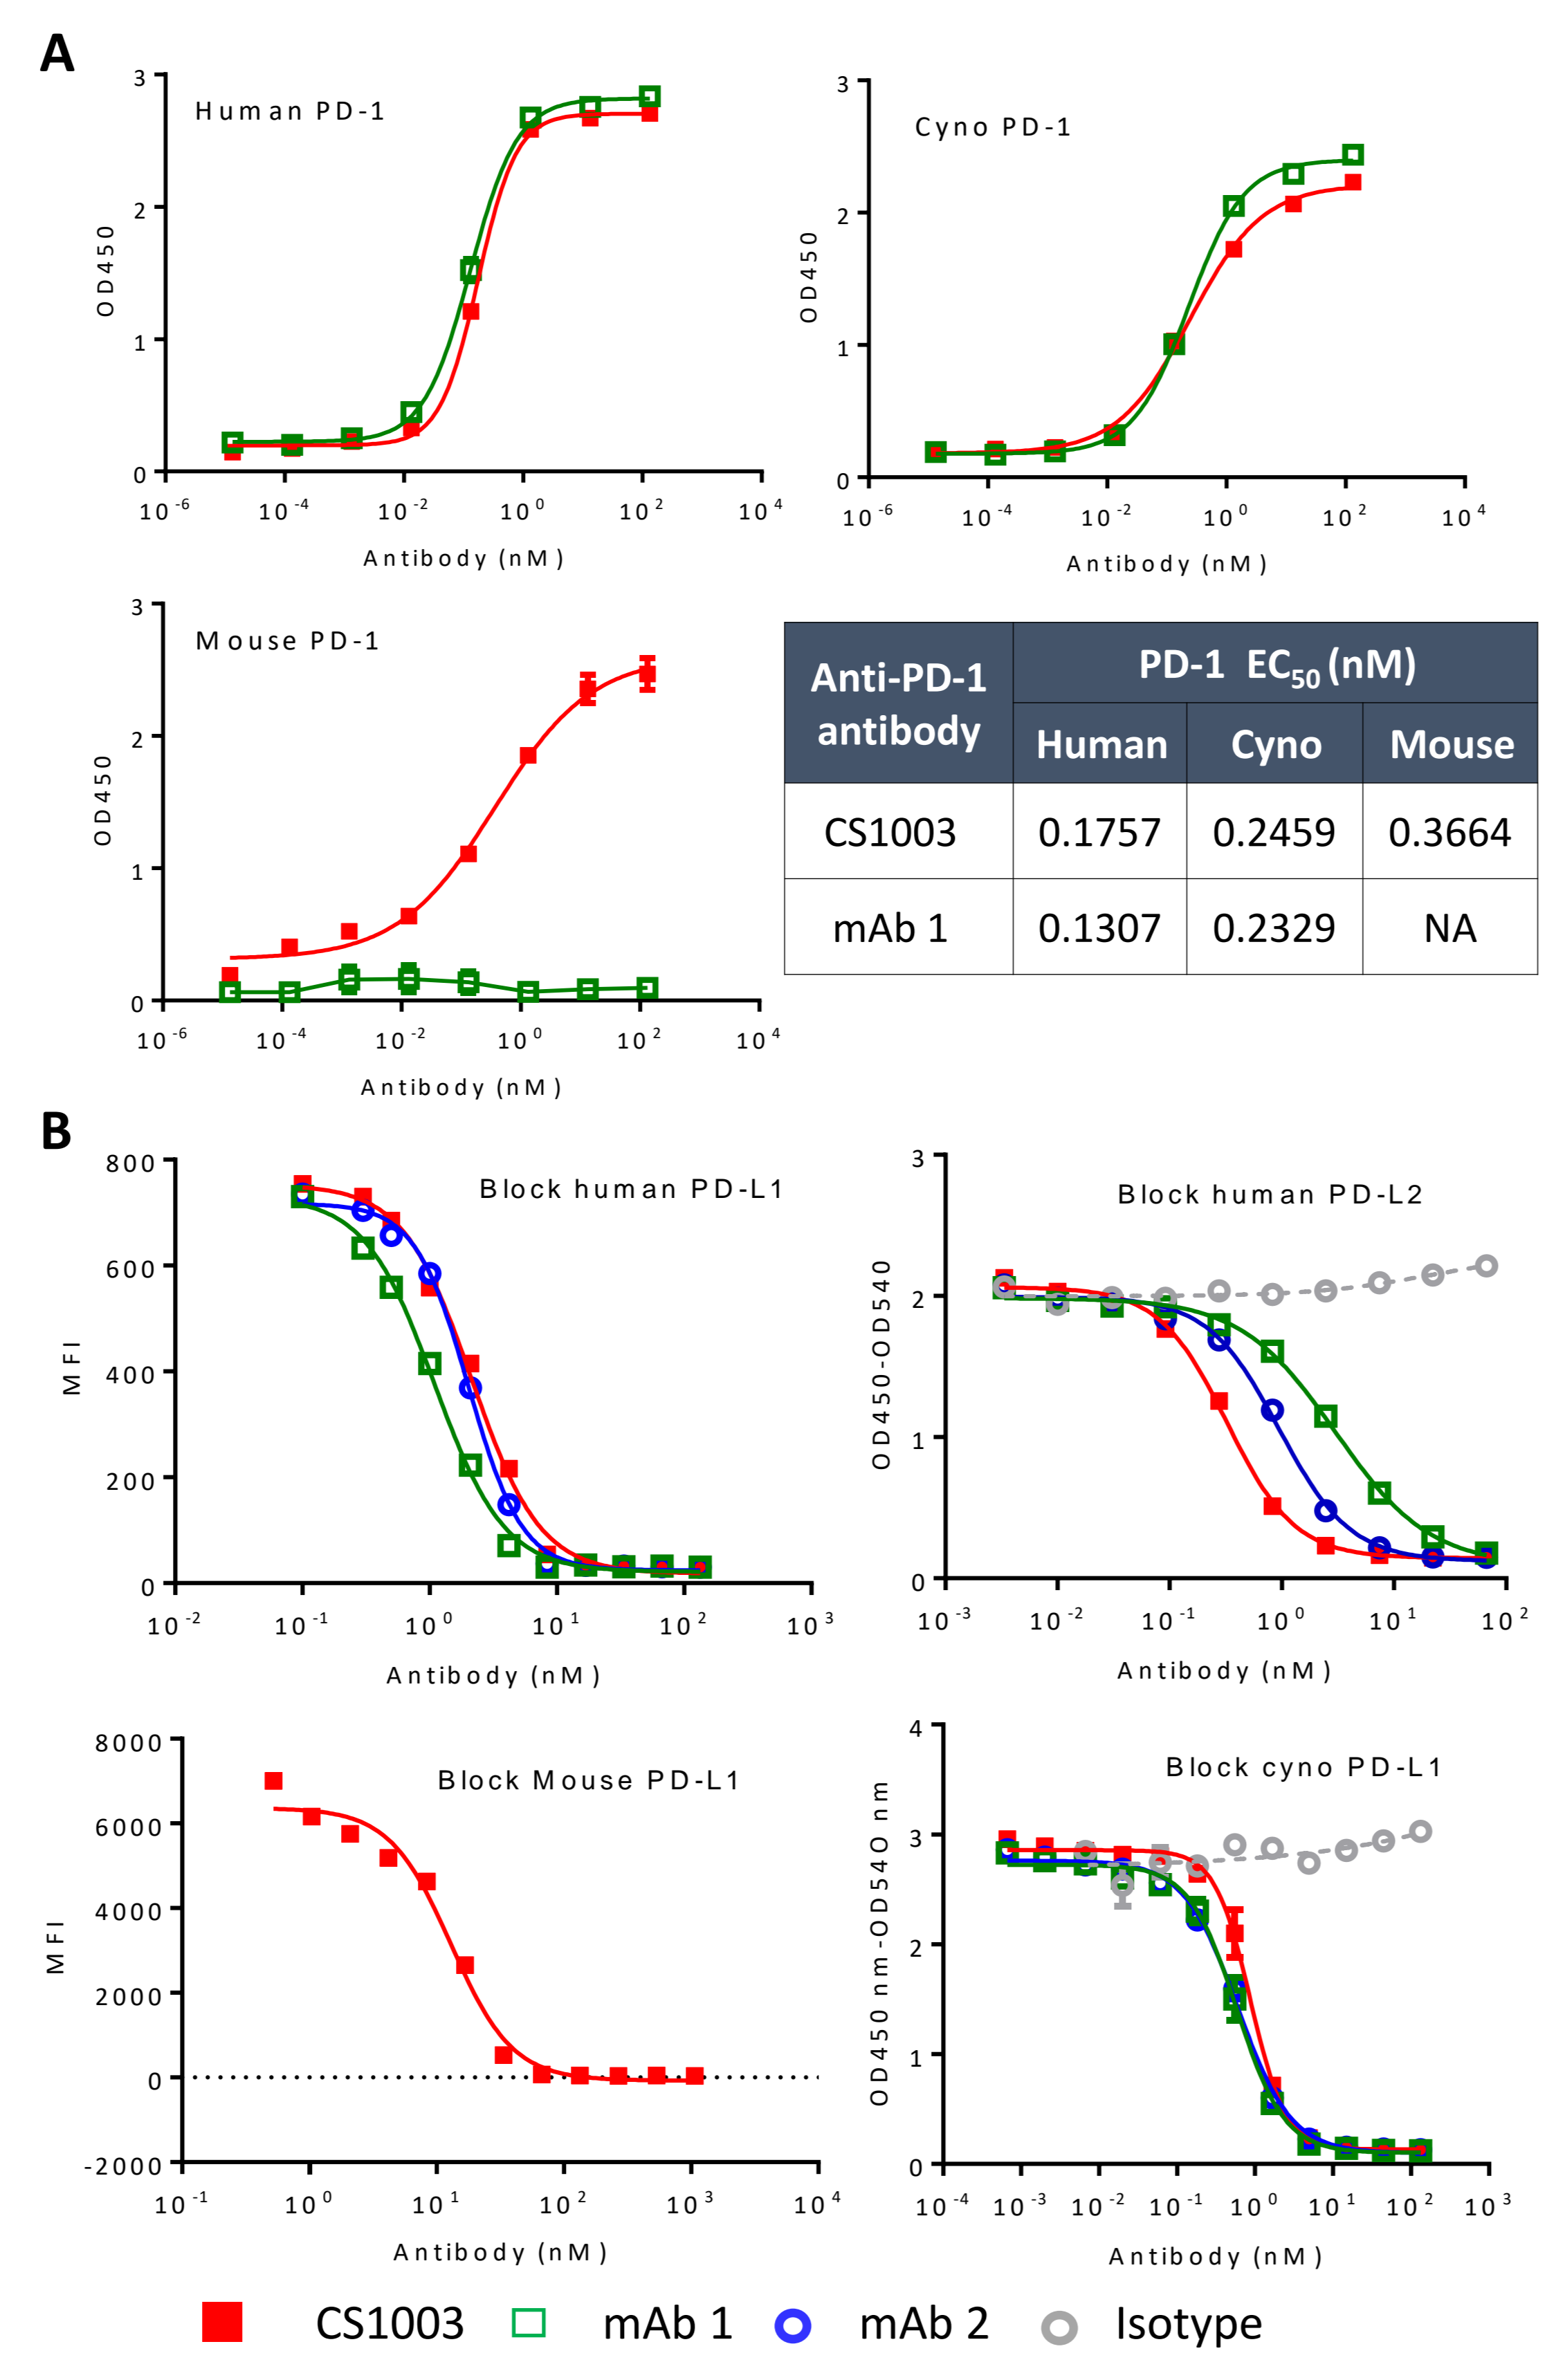 A
Human PD-1
OD450
3
2
1
0
10-6 10-4 10-2 100 102 104
Antibody (nM)
Cyno PD-1
OD450
3
2
1
0
10-6 10-4 10-2 100 102 104
Antibody (nM)
Mouse PD-1
OD450
3
2
1
0
10-6 10-4 10-2 100 102 104
Antibody (nM)
Anti-PD-1 antibody
PD-1 EC50 (nM)
Human Cyno Mouse
CS1003 0.1757 0.2459 0.3664
mAb 1 0.1307 0.2329 NA
B
Block human PD-L1
MFI
800
600
400
200
0
10-2 10-1 100 101 102 103
Antibody (nM)
Block human PD-L2
OD450-OD540
3
2
1
0
10-3 10-2 10-1 100 101 102
Antibody (nM)
Block Mouse PD-L1
MFI
8000
6000
4000
2000
0
-2000
10-1 100 101 102 103 104
Antibody (nM)
Block cyno PD-L1
OD450 nm-OD540 nm
4
3
2
1
0
10-4 10-3 10-2 10-1 100 101 102 103
Antibody (nM)
CS1003 mAb 1 mAb 2 Isotype